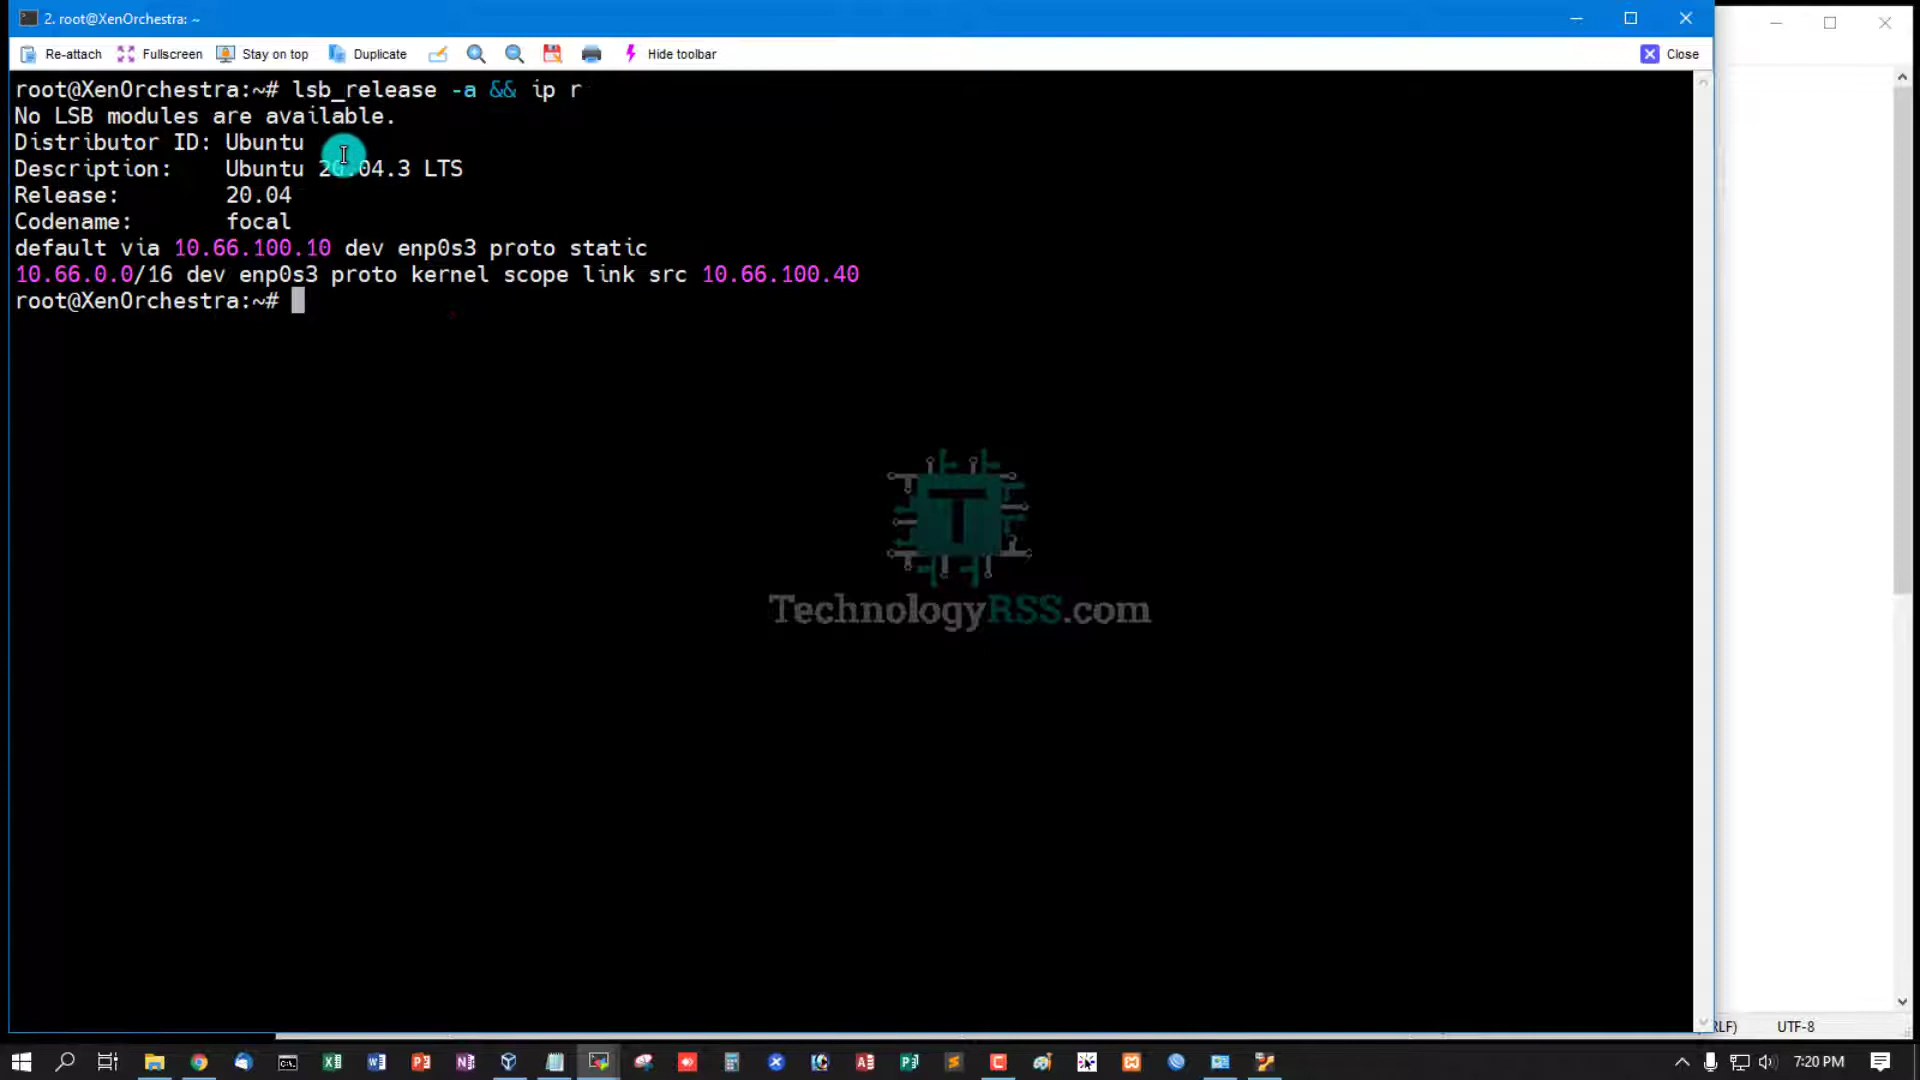 2. root@XenOrchestra: ~
Re-attach Fullscreen Stay on top Duplicate Hide toolbar Close
root@XenOrchestra:~# lsb_release -a && ip r
No LSB modules are available.
Distributor ID: Ubuntu
Description: Ubuntu 20.04.3 LTS
Release: 20.04
Codename: focal
default via 10.66.100.10 dev enp0s3 proto static
10.66.0.0/16 dev enp0s3 proto kernel scope link src 10.66.100.40
root@XenOrchestra:~#
T
TechnologyRSS.com
RLF) UTF-8
7:20 PM